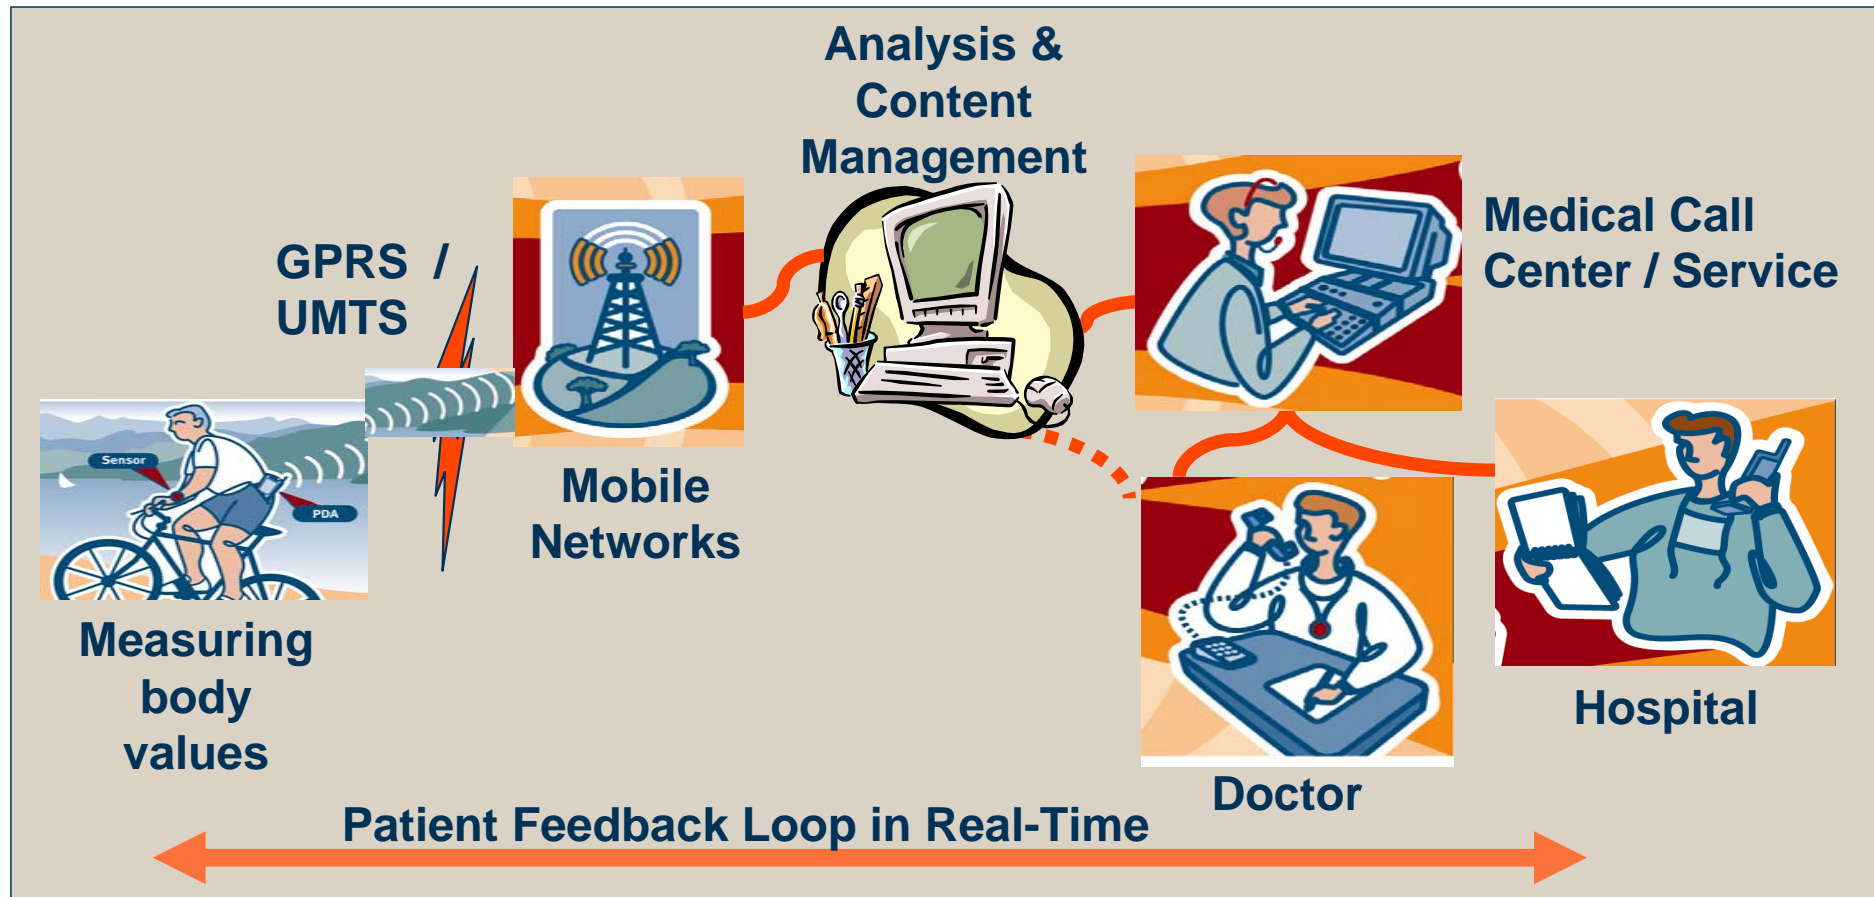 Analysis &
Content
Management
GPRS /
UMTS
Medical Call
Center / Service
Sensor
PDA
Mobile
Networks
Measuring
body
values
Hospital
Doctor
Patient Feedback Loop in Real-Time